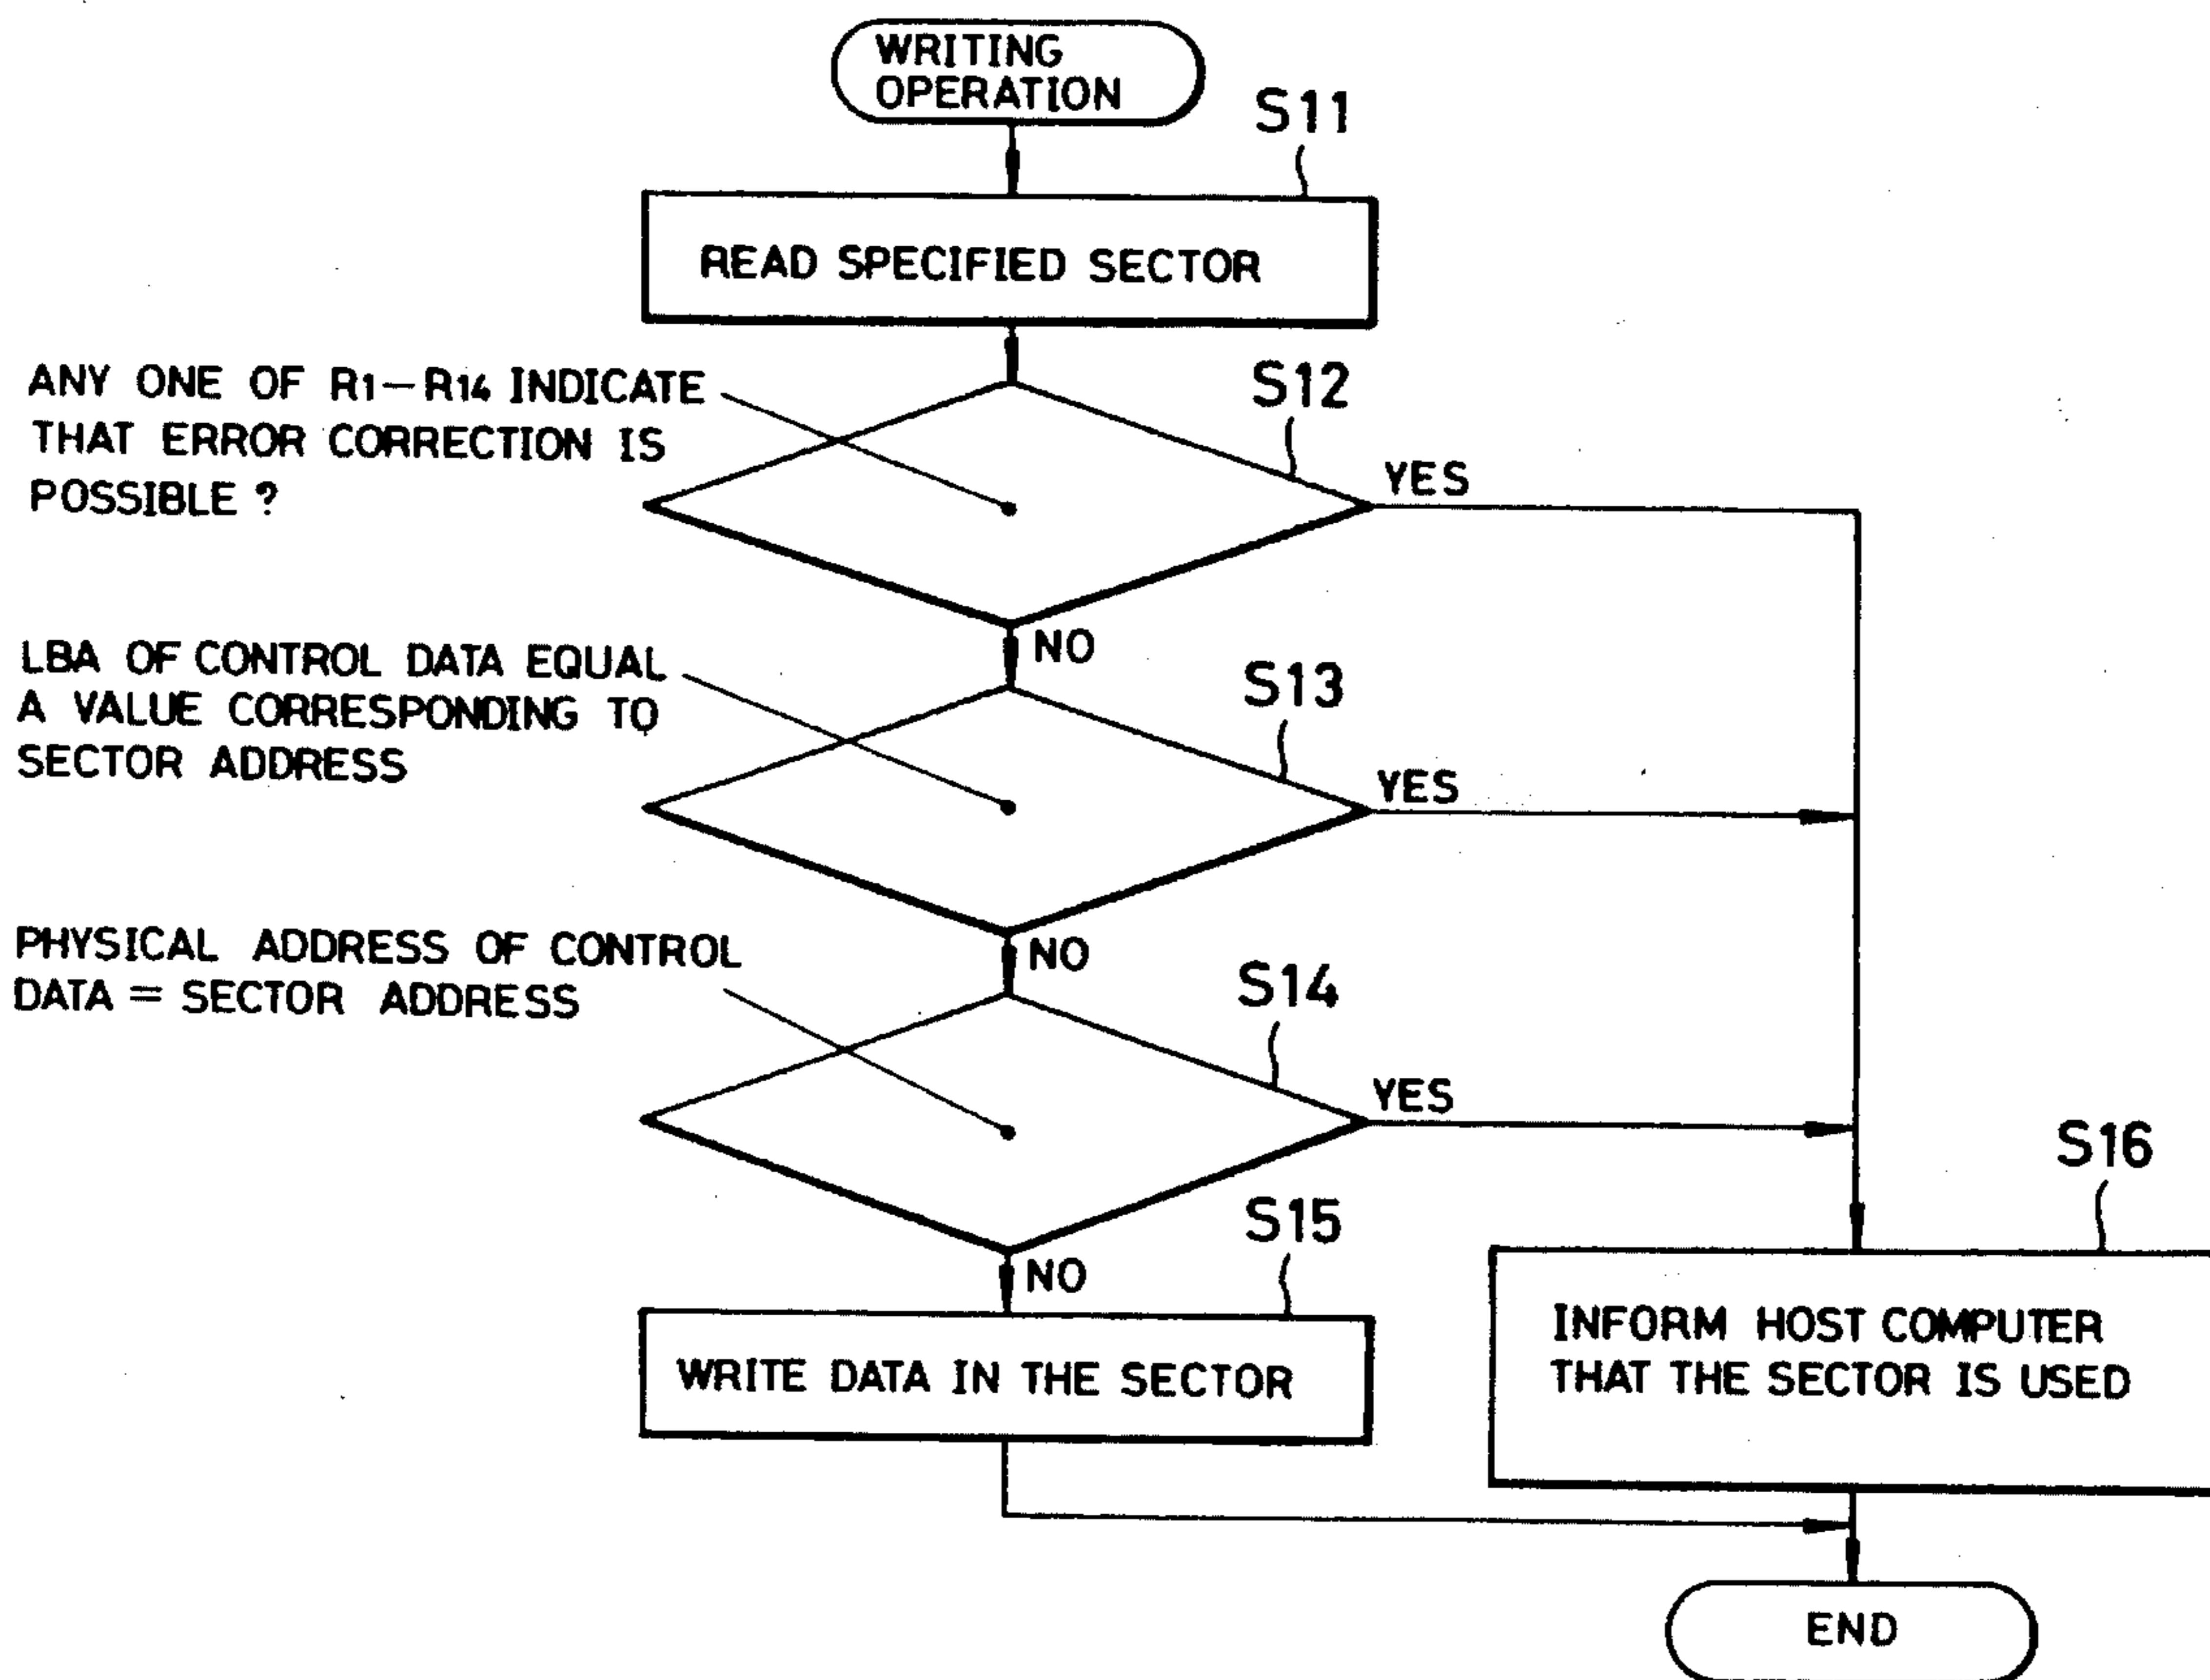 WRITING
OPERATION
S11
READ SPECIFIED SECTOR
ANY ONE OF R1—R14 INDICATE
THAT ERROR CORRECTION IS
POSSIBLE ?
S12
YES
NO
LBA OF CONTROL DATA EQUAL
A VALUE CORRESPONDING TO
SECTOR ADDRESS
S13
YES
NO
PHYSICAL ADDRESS OF CONTROL
DATA = SECTOR ADDRESS
S14
YES
NO
S15
WRITE DATA IN THE SECTOR
S16
INFORM HOST COMPUTER
THAT THE SECTOR IS USED
END